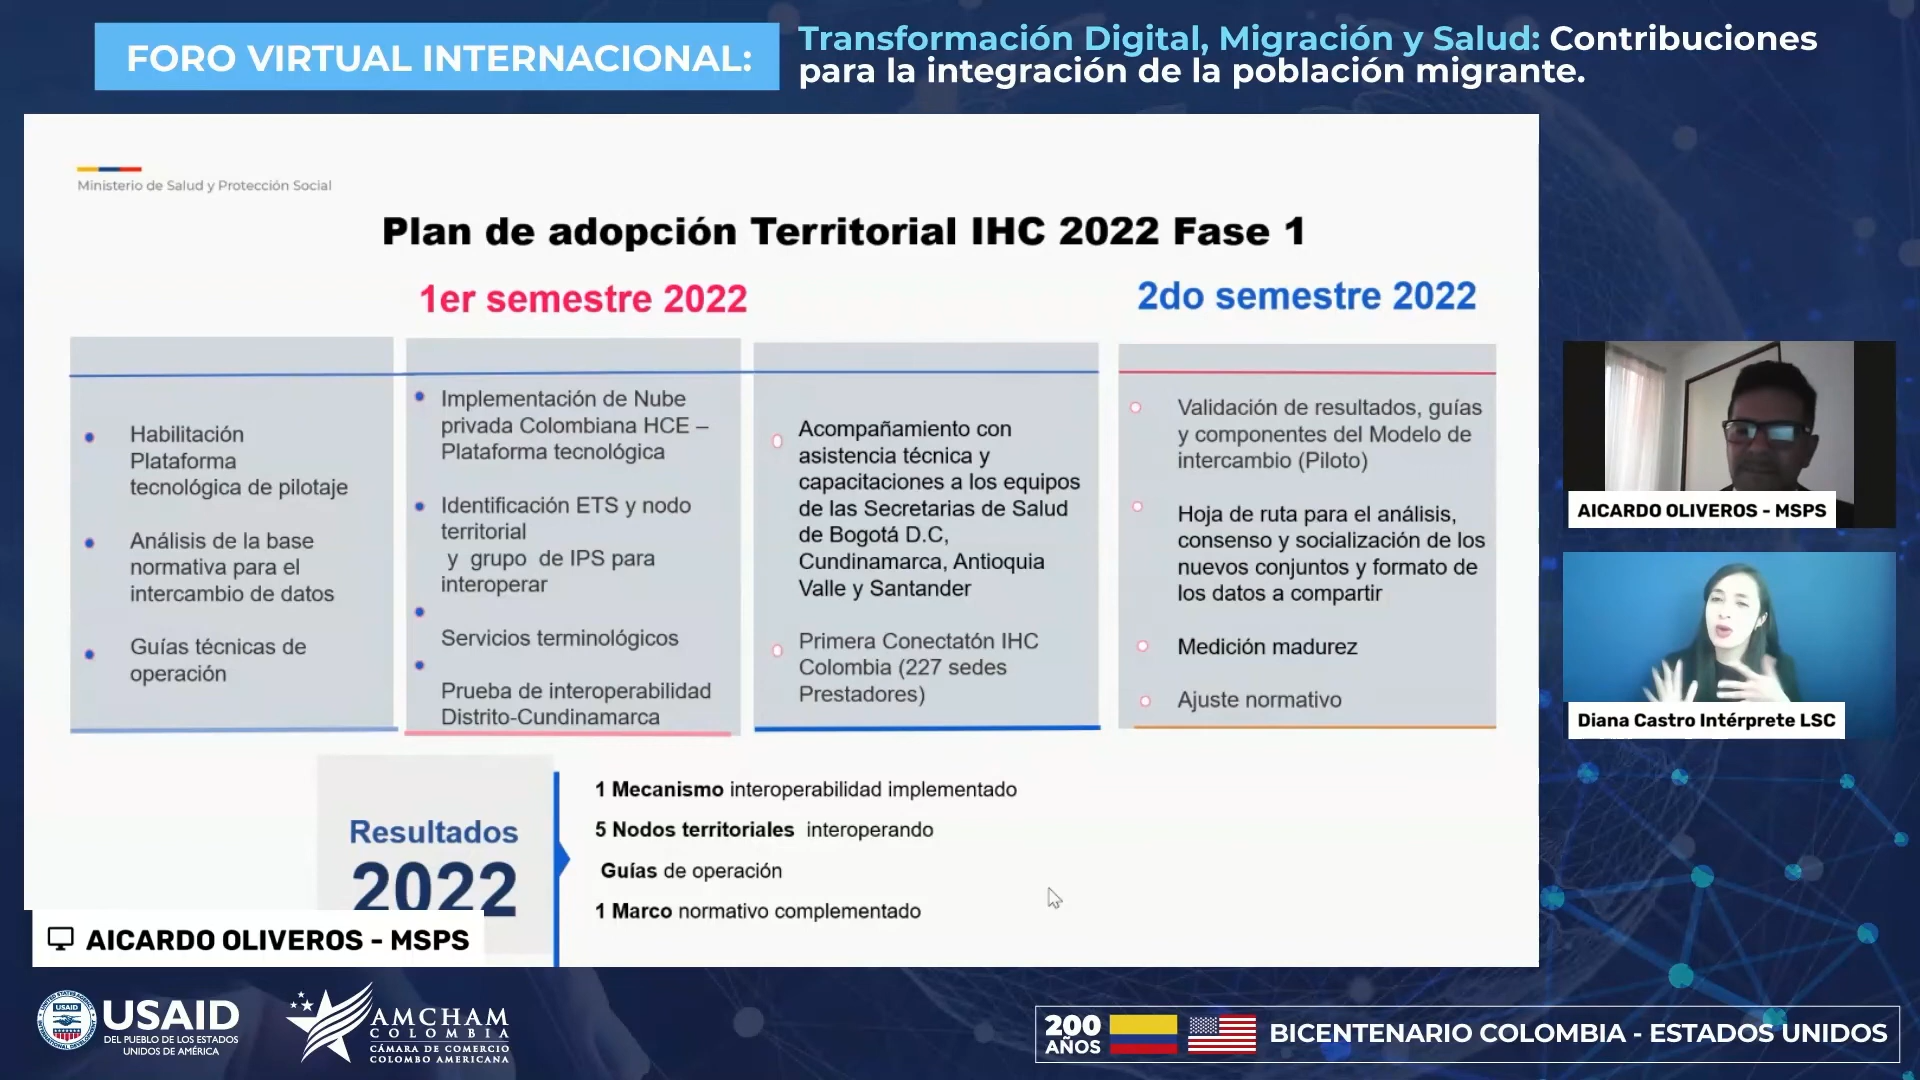 FORO VIRTUAL INTERNACIONAL:
Transformación Digital, Migración y Salud: Contribuciones
para la integración de la población migrante.
Ministerio de Salud y Protección Social
Plan de adopción Territorial IHC 2022 Fase 1
1er semestre 2022
2do semestre 2022
Habilitación
Plataforma
tecnológica de pilotaje
Análisis de la base
normativa para el
intercambio de datos
Guías técnicas de
operación
Implementación de Nube
privada Colombiana HCE –
Plataforma tecnológica
Identificación ETS y nodo
territorial
y grupo de IPS para
interoperar
Servicios terminológicos
Prueba de interoperabilidad
Distrito-Cundinamarca
Acompañamiento con
asistencia técnica y
capacitaciones a los equipos
de las Secretarias de Salud
de Bogotá D.C,
Cundinamarca, Antioquia
Valle y Santander
Primera Conectatón IHC
Colombia (227 sedes
Prestadores)
Validación de resultados, guías
y componentes del Modelo de
intercambio (Piloto)
Hoja de ruta para el análisis,
consenso y socialización de los
nuevos conjuntos y formato de
los datos a compartir
Medición madurez
Ajuste normativo
Resultados
2022
1 Mecanismo interoperabilidad implementado
5 Nodos territoriales interoperando
Guías de operación
1 Marco normativo complementado
AICARDO OLIVEROS - MSPS
AICARDO OLIVEROS - MSPS
Diana Castro Intérprete LSC
USAID
USAID
DEL PUEBLO DE LOS ESTADOS
UNIDOS DE AMÉRICA
AMCHAM
COLOMBIA
CÁMARA DE COMERCIO
COLOMBO AMERICANA
200
AÑOS
BICENTENARIO COLOMBIA - ESTADOS UNIDOS